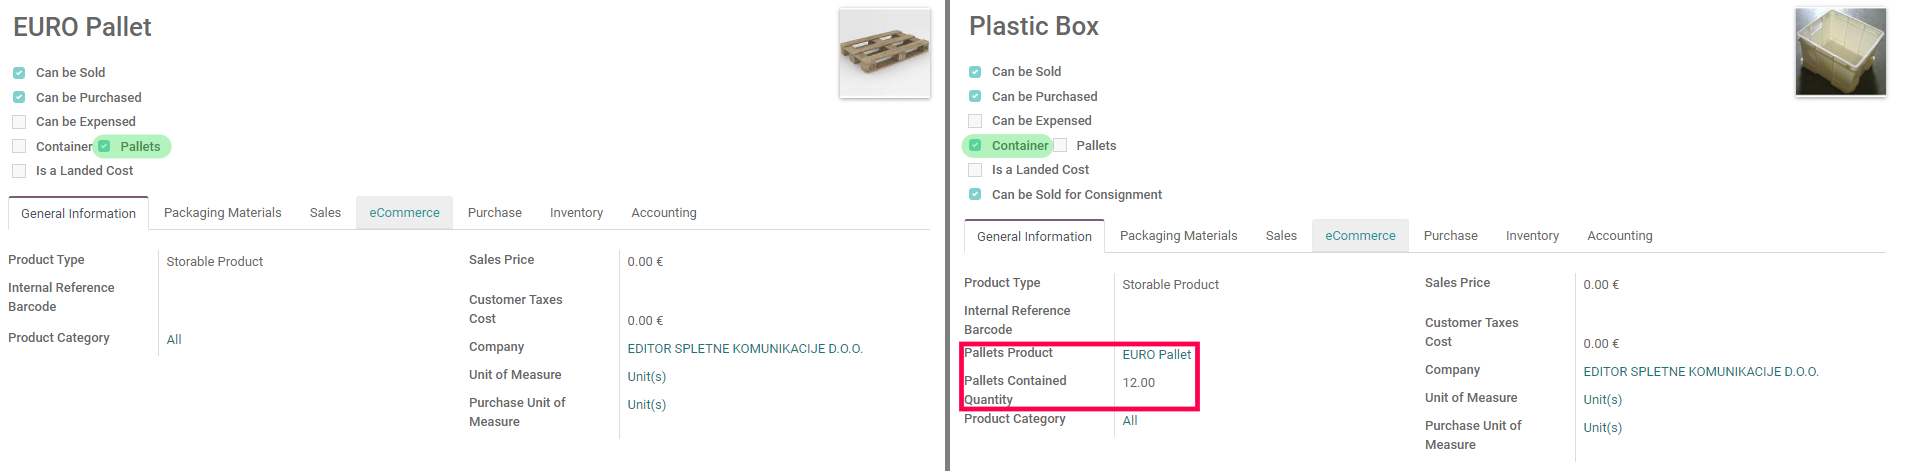 EURO Pallet
Can be Sold
Can be Purchased
Can be Expensed
Container Pallets
Is a Landed Cost
General Information Packaging Materials Sales eCommerce Purchase Inventory Accounting
Product Type Storable Product
Internal Reference
Barcode
Product Category All
Sales Price 0.00 €
Customer Taxes
Cost 0.00 €
Company EDITOR SPLETNE KOMUNIKACIJE D.O.O.
Unit of Measure Unit(s)
Purchase Unit of Unit(s)
Measure
Plastic Box
Can be Sold
Can be Purchased
Can be Expensed
Container Pallets
Is a Landed Cost
Can be Sold for Consignment
General Information Packaging Materials Sales eCommerce Purchase Inventory Accounting
Product Type Storable Product
Internal Reference
Barcode
Pallets Product EURO Pallet
Pallets Contained 12.00
Quantity
Product Category All
Sales Price 0.00 €
Customer Taxes
Cost 0.00 €
Company EDITOR SPLETNE KOMUNIKACIJE D.O.O.
Unit of Measure Unit(s)
Purchase Unit of Unit(s)
Measure